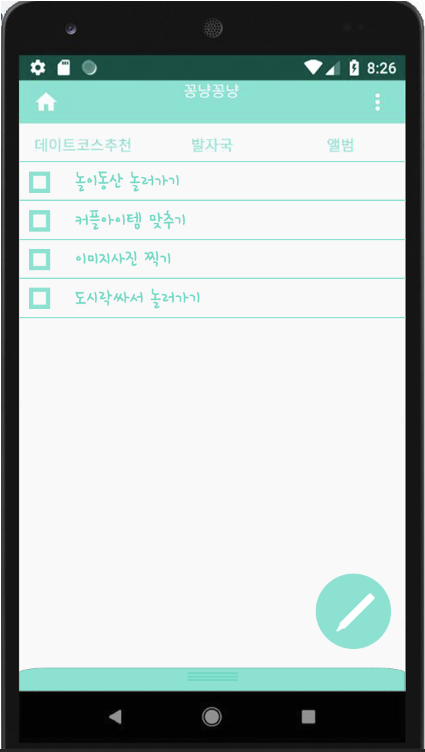 8:26
꽁냥꽁냥
데이트코스추천 발자국 앨범
놀이동산 놀러가기
커플아이템 맞추기
이미지사진 찍기
도시락싸서 놀러가기